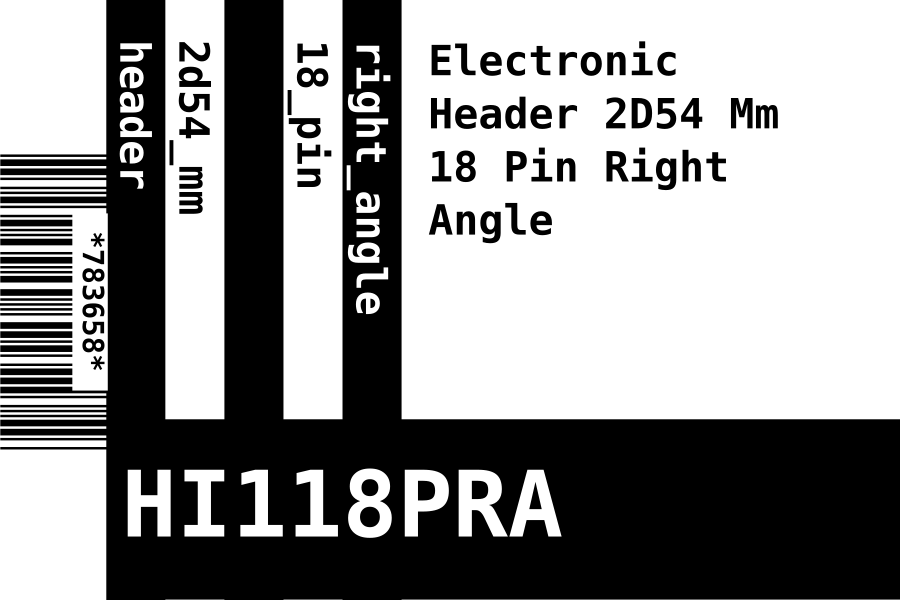 *783658*
header
2d54_mm
18_pin
right_angle
Electronic
Header 2D54 Mm
18 Pin Right
Angle
HI118PRA